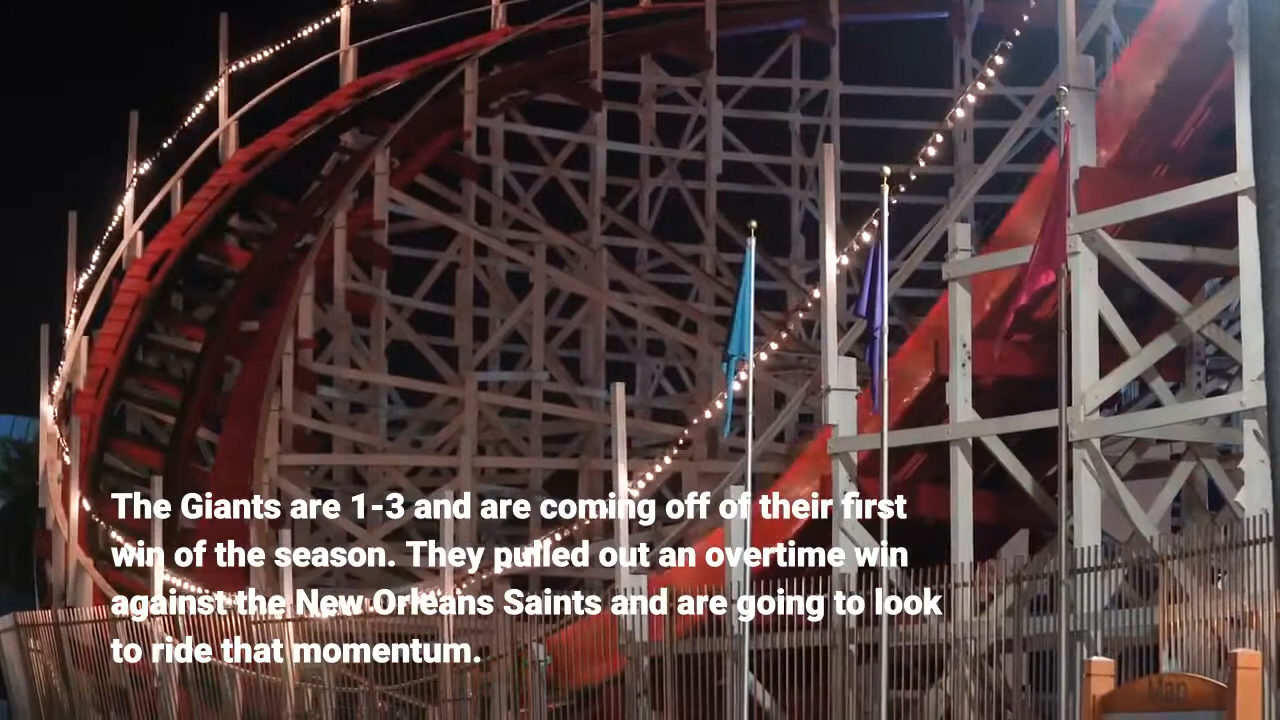 The Giants are 1-3 and are coming off of their first
win of the season. They pulled out an overtime win
against the New Orleans Saints and are going to look
to ride that momentum.
Map